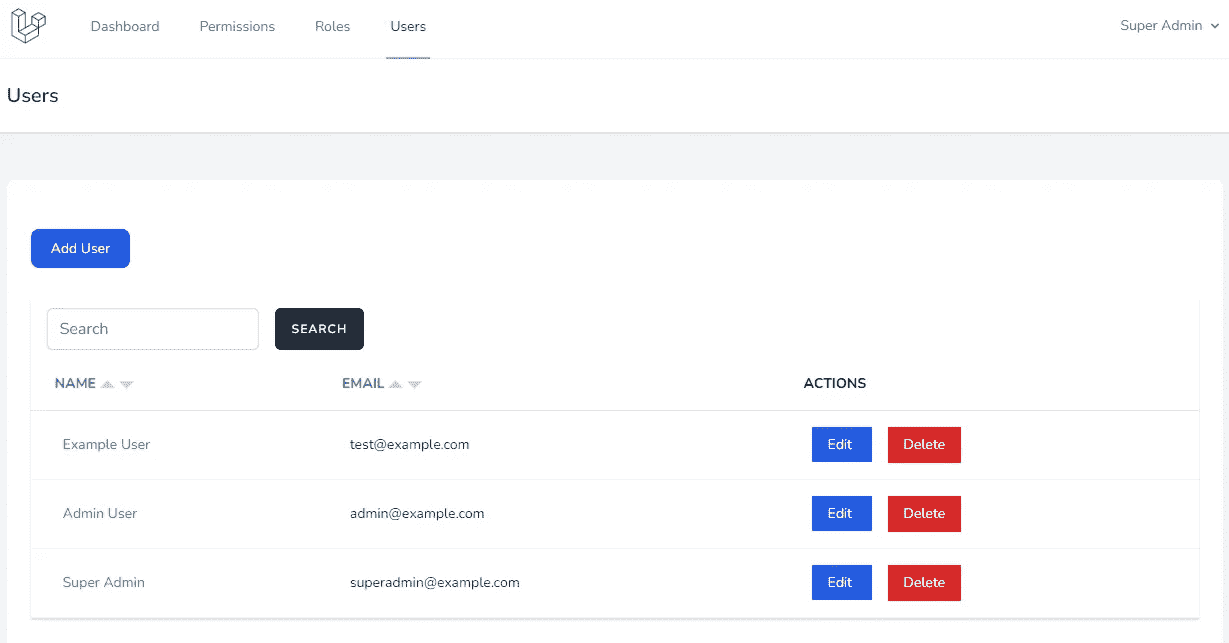 Dashboard Permissions Roles Users Super Admin
Users
Add User
Search SEARCH
NAME EMAIL ACTIONS
Example User test@example.com Edit Delete
Admin User admin@example.com Edit Delete
Super Admin superadmin@example.com Edit Delete